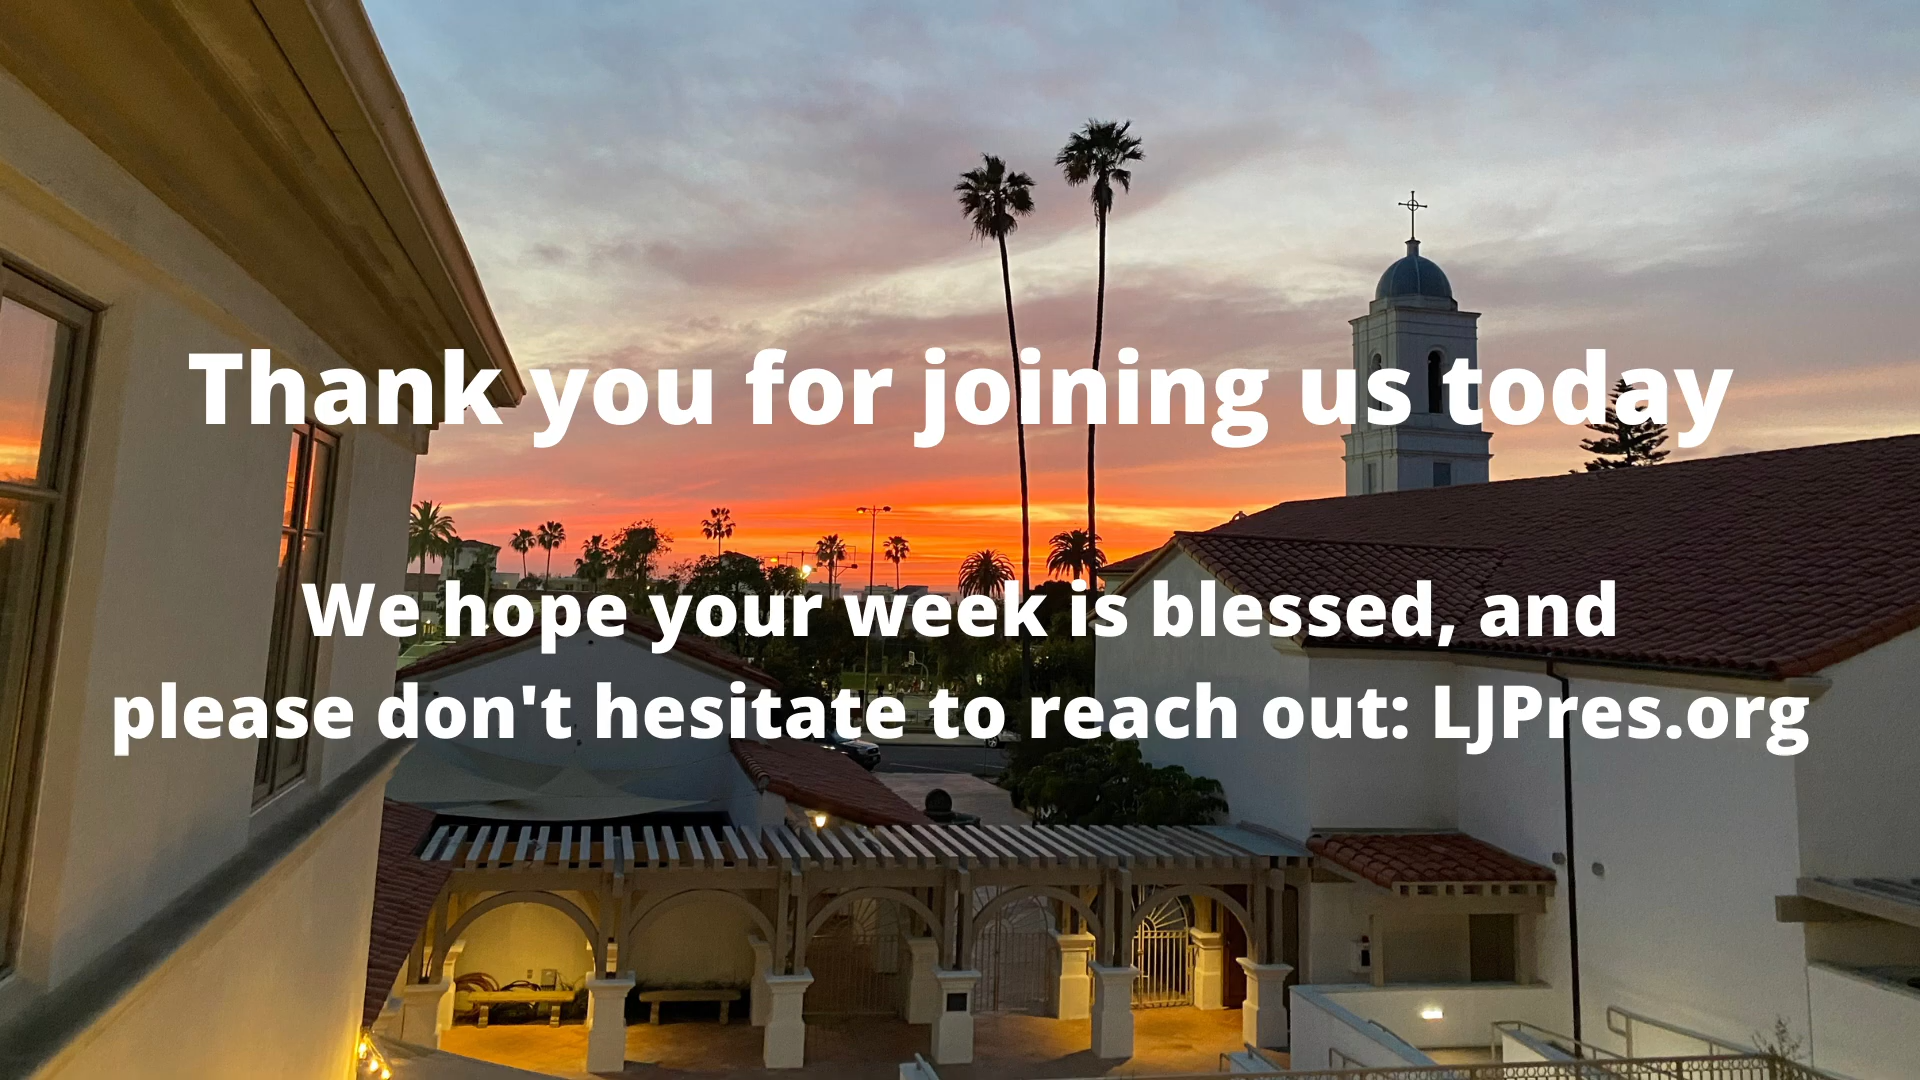 Thank you for joining us today
We hope your week is blessed, and
please don't hesitate to reach out: LJPres.org